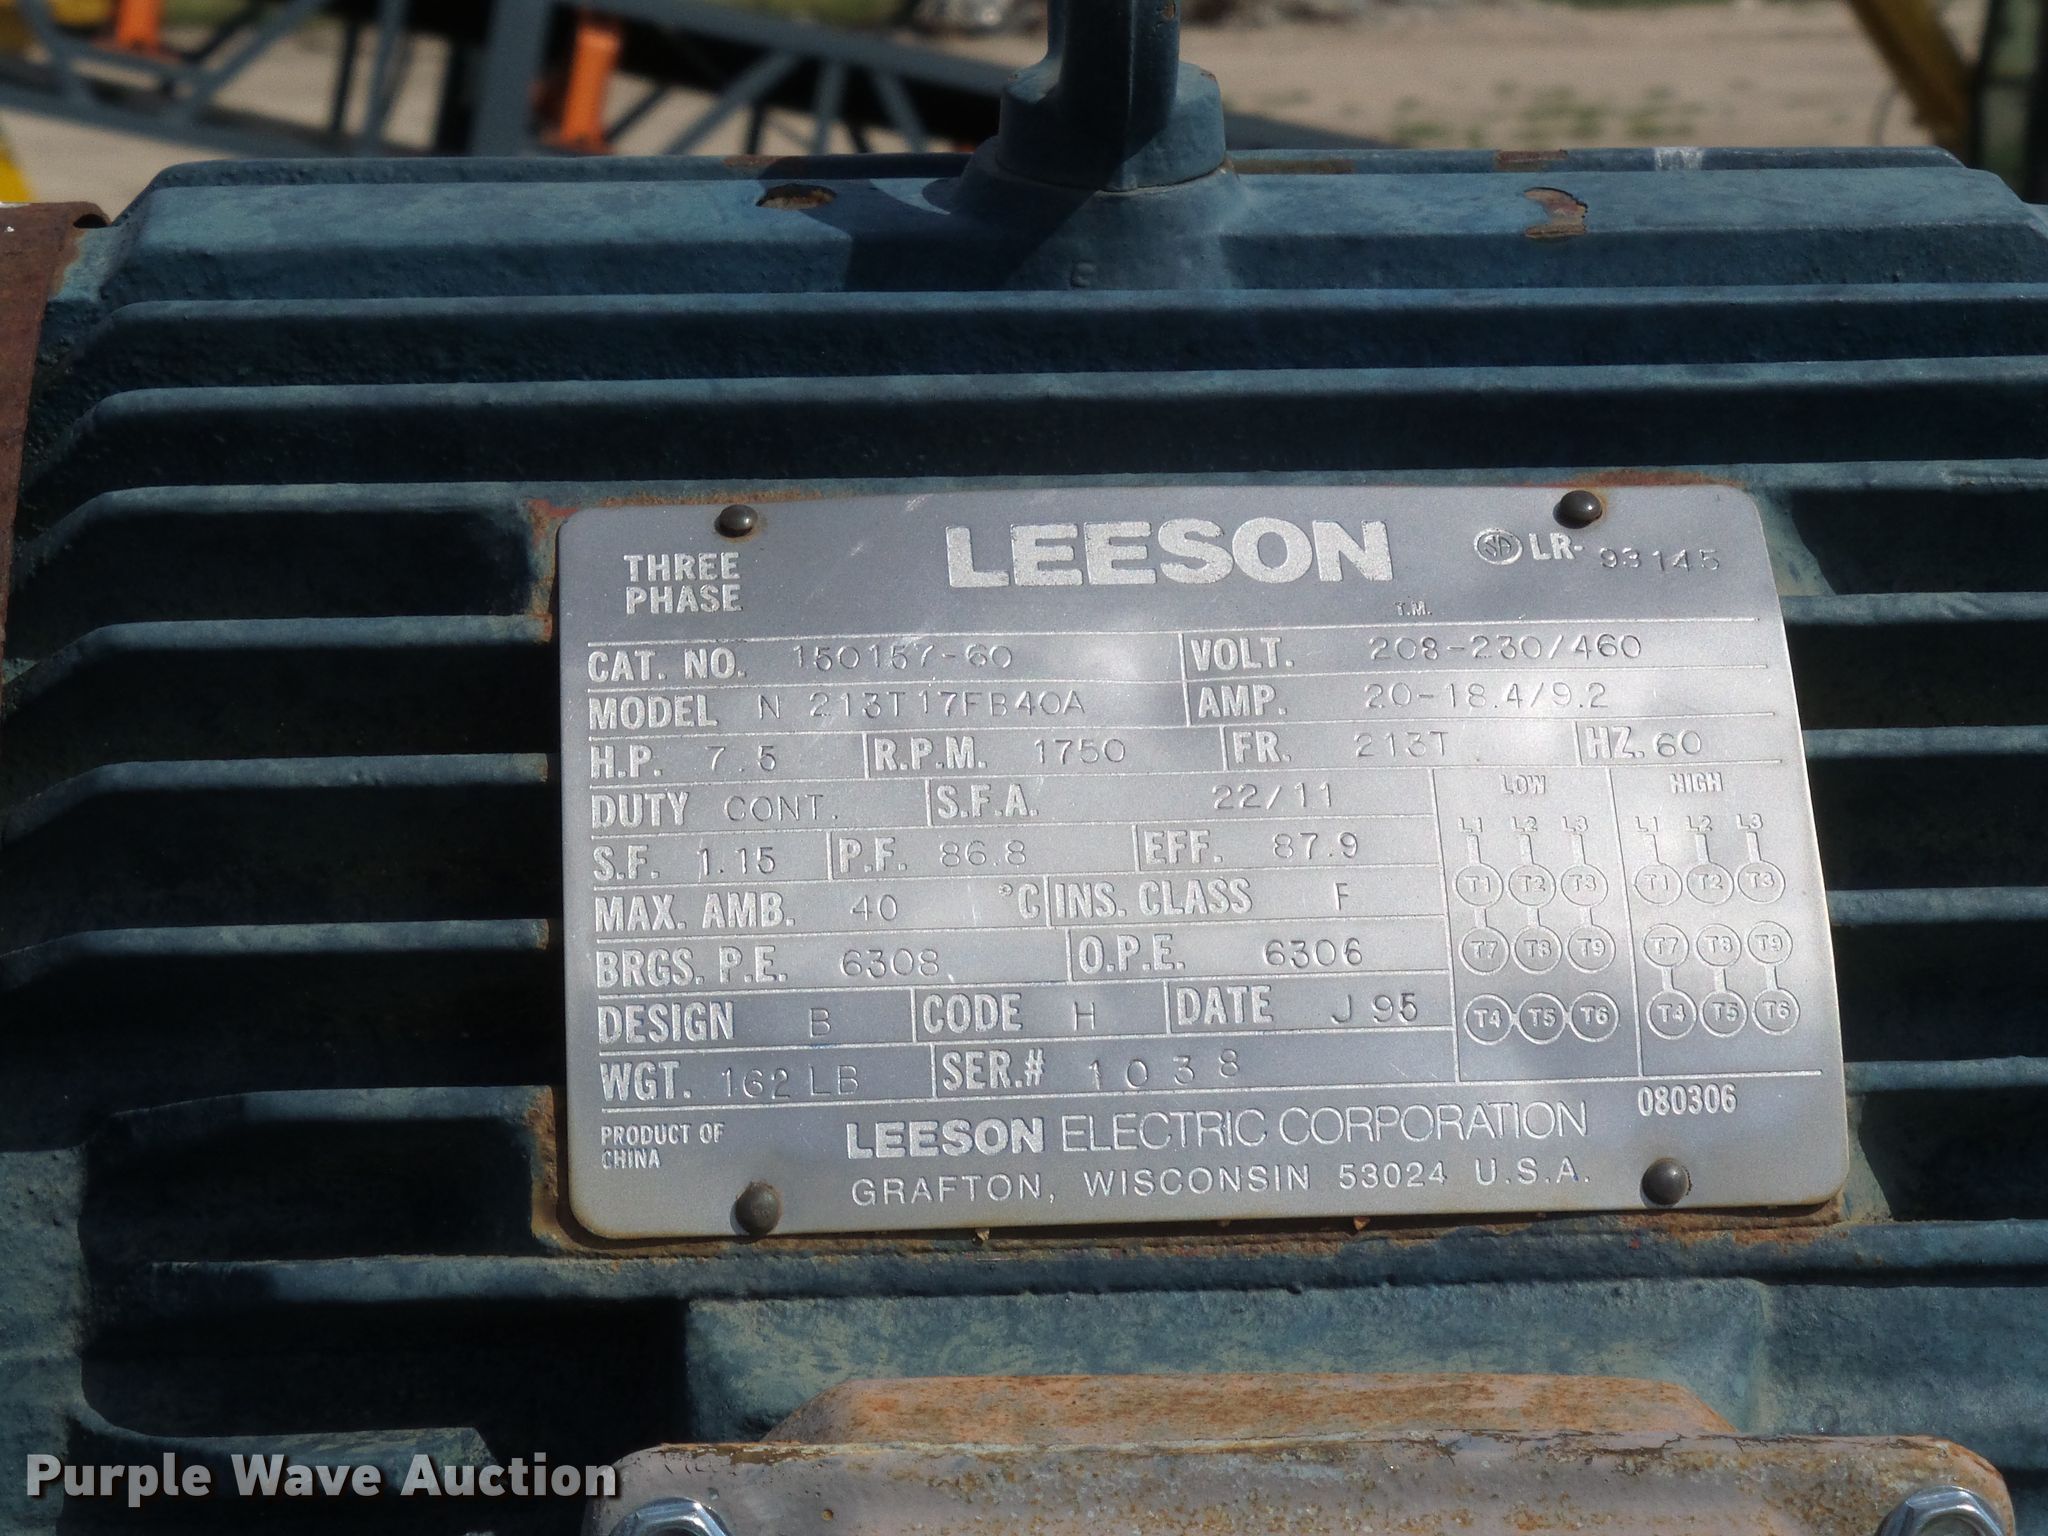 THREE PHASE
LEESON
T.M.
SA LR- 93145
CAT. NO. 150157-60 VOLT. 208-230/460
MODEL N 213T17FB40A AMP. 20-18.4/9.2
H.P. 7.5 R.P.M. 1750 FR. 213T HZ. 60
DUTY CONT. S.F.A. 22/11
S.F. 1.15 P.F. 86.8 EFF. 87.9
MAX. AMB. 40 °C INS. CLASS F
BRGS. P.E. 6308 O.P.E. 6306
DESIGN B CODE H DATE J 95
WGT. 162 LB SER.# 1038
LOW HIGH
L1 L2 L3 L1 L2 L3
T1 T2 T3 T1 T2 T3
T7 T8 T9 T7 T8 T9
T4 T5 T6 T4 T5 T6
080306
PRODUCT OF
CHINA
LEESON ELECTRIC CORPORATION
GRAFTON, WISCONSIN 53024 U.S.A.
Purple Wave Auction